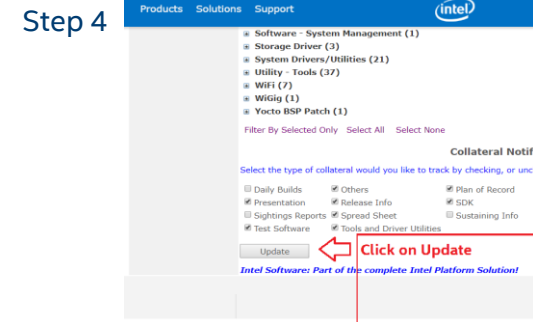 Step 4
Products Solutions Support
intel
Software - System Management (1)
Storage Driver (3)
System Drivers/Utilities (21)
Utility - Tools (37)
WiFi (7)
WiGig (1)
Yocto BSP Patch (1)
Filter By Selected Only Select All Select None
Collateral Notif
Select the type of collateral would you like to track by checking, or unc
Daily Builds Others Plan of Record
Presentation Release Info SDK
Sightings Reports Spread Sheet Sustaining Info
Test Software Tools and Driver Utilities
Update Click on Update
Intel Software: Part of the complete Intel Platform Solution!